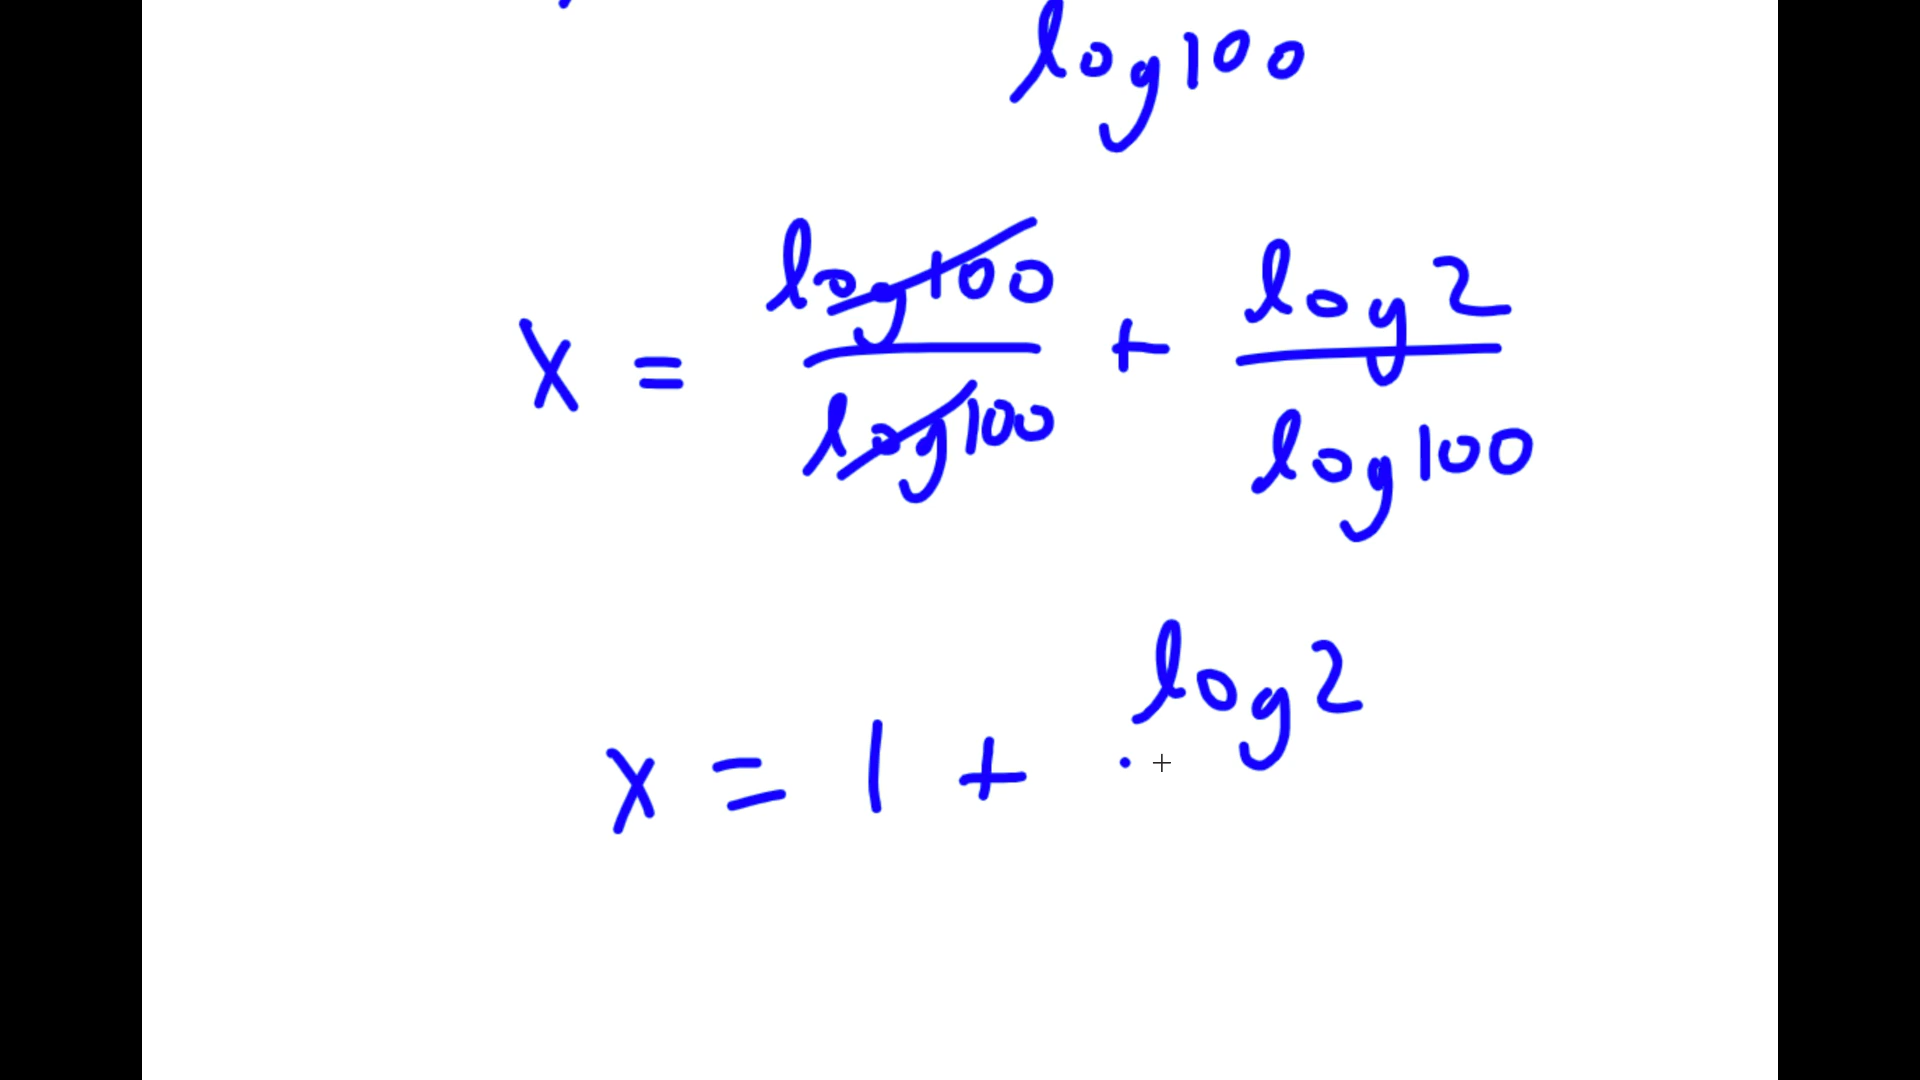 log100
x = log100/log100 + log2/log100
x = 1 + log2